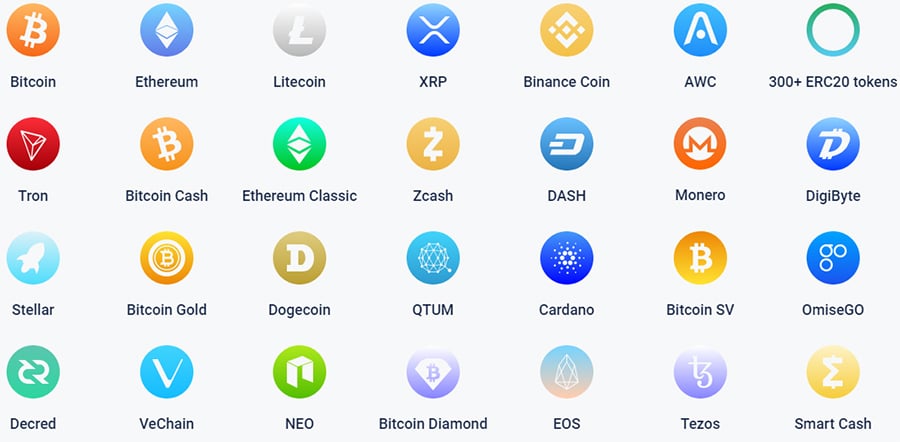 Bitcoin Ethereum Litecoin XRP Binance Coin AWC 300+ ERC20 tokens
Tron Bitcoin Cash Ethereum Classic Zcash DASH Monero DigiByte
Stellar Bitcoin Gold Dogecoin QTUM Cardano Bitcoin SV OmiseGO
Decred VeChain NEO Bitcoin Diamond EOS Tezos Smart Cash